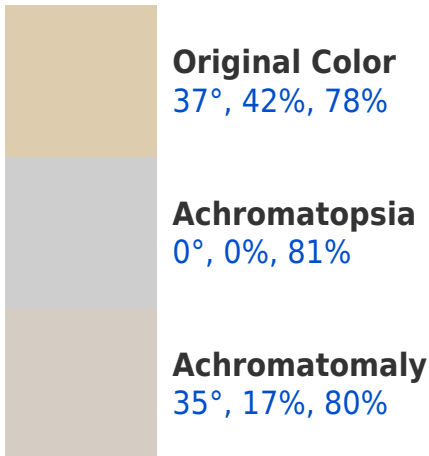 Original Color
37°, 42%, 78%
Achromatopsia
0°, 0%, 81%
Achromatomaly
35°, 17%, 80%